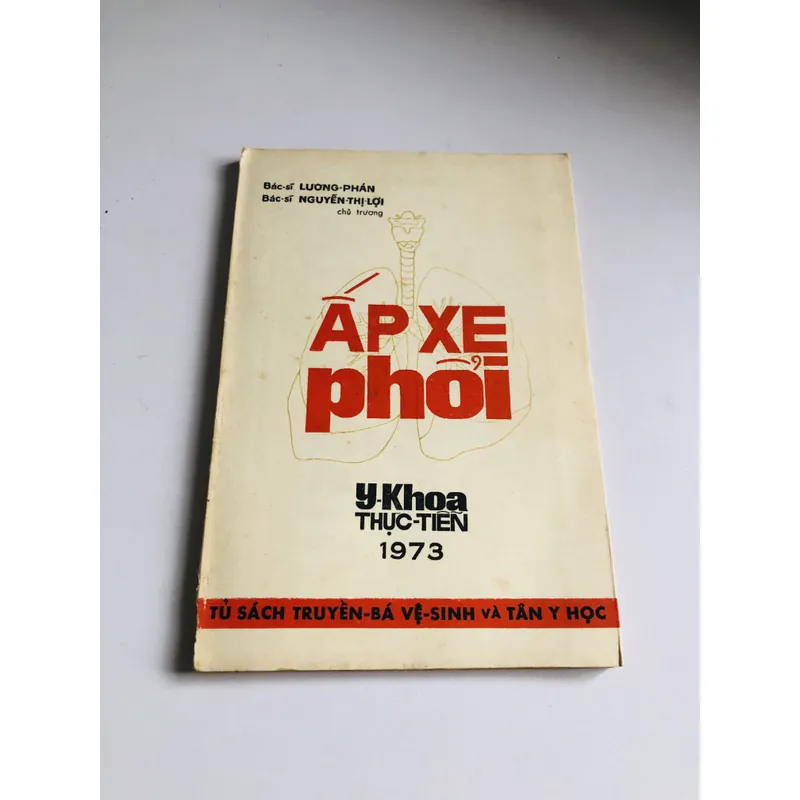 Bác-sĩ LƯƠNG-PHÁN
Bác-sĩ NGUYỄN-THỊ-LỢI
chủ trương
ÁP XE
phổi
Y-Khoa
THỰC-TIỄN
1973
TỦ SÁCH TRUYỀN-BÁ VỆ-SINH VÀ TÂN Y HỌC